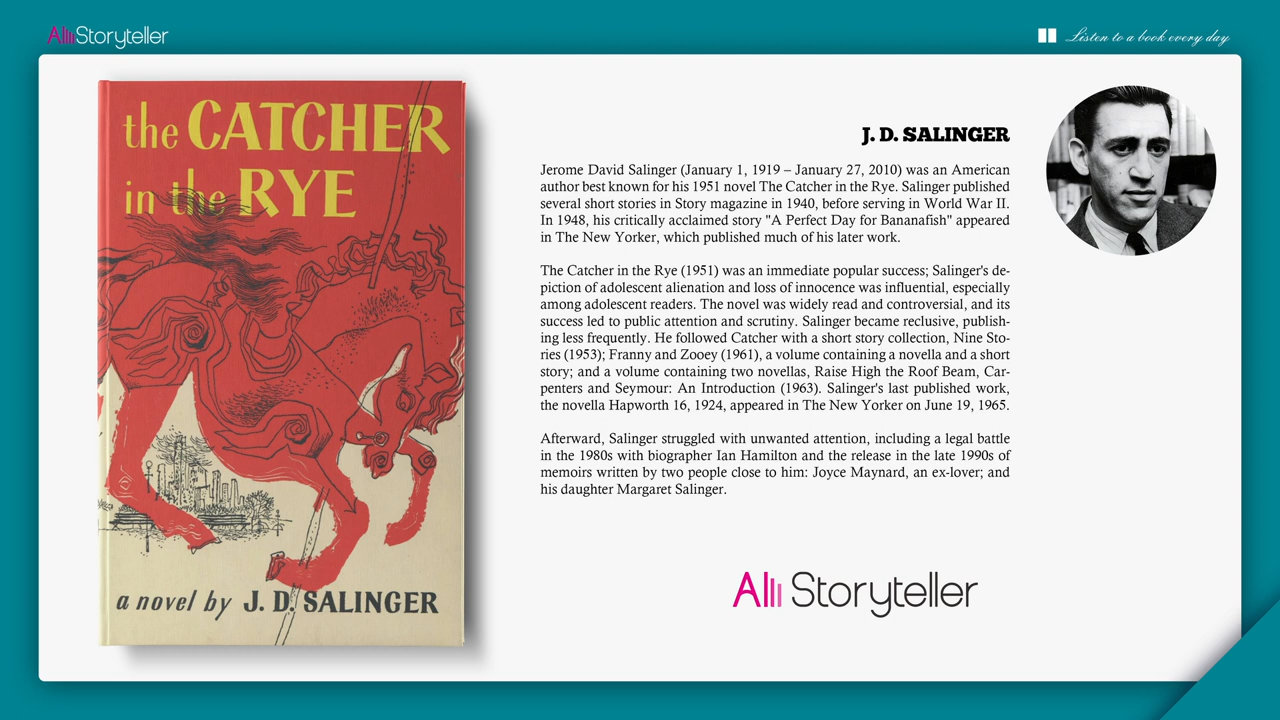 All Storyteller
Listen to a book every day
the CATCHER
in the RYE
a novel by J. D. SALINGER
J. D. SALINGER
Jerome David Salinger (January 1, 1919 – January 27, 2010) was an American
author best known for his 1951 novel The Catcher in the Rye. Salinger published
several short stories in Story magazine in 1940, before serving in World War II.
In 1948, his critically acclaimed story "A Perfect Day for Bananafish" appeared
in The New Yorker, which published much of his later work.
The Catcher in the Rye (1951) was an immediate popular success; Salinger's de-
piction of adolescent alienation and loss of innocence was influential, especially
among adolescent readers. The novel was widely read and controversial, and its
success led to public attention and scrutiny. Salinger became reclusive, publish-
ing less frequently. He followed Catcher with a short story collection, Nine Sto-
ries (1953); Franny and Zooey (1961), a volume containing a novella and a short
story; and a volume containing two novellas, Raise High the Roof Beam, Car-
penters and Seymour: An Introduction (1963). Salinger's last published work,
the novella Hapworth 16, 1924, appeared in The New Yorker on June 19, 1965.
Afterward, Salinger struggled with unwanted attention, including a legal battle
in the 1980s with biographer Ian Hamilton and the release in the late 1990s of
memoirs written by two people close to him: Joyce Maynard, an ex-lover; and
his daughter Margaret Salinger.
All Storyteller